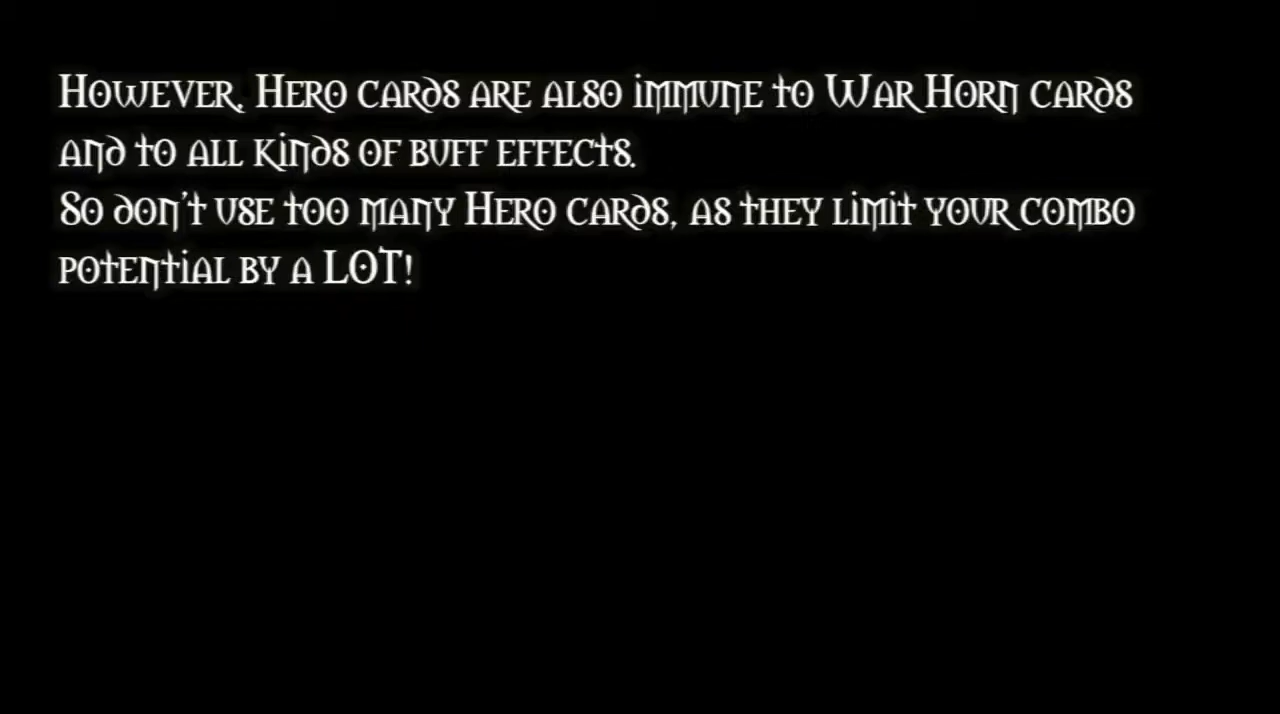 However, Hero cards are also immune to War Horn cards
and to all kinds of buff effects.
So don't use too many Hero cards, as they limit your combo
potential by a LOT!